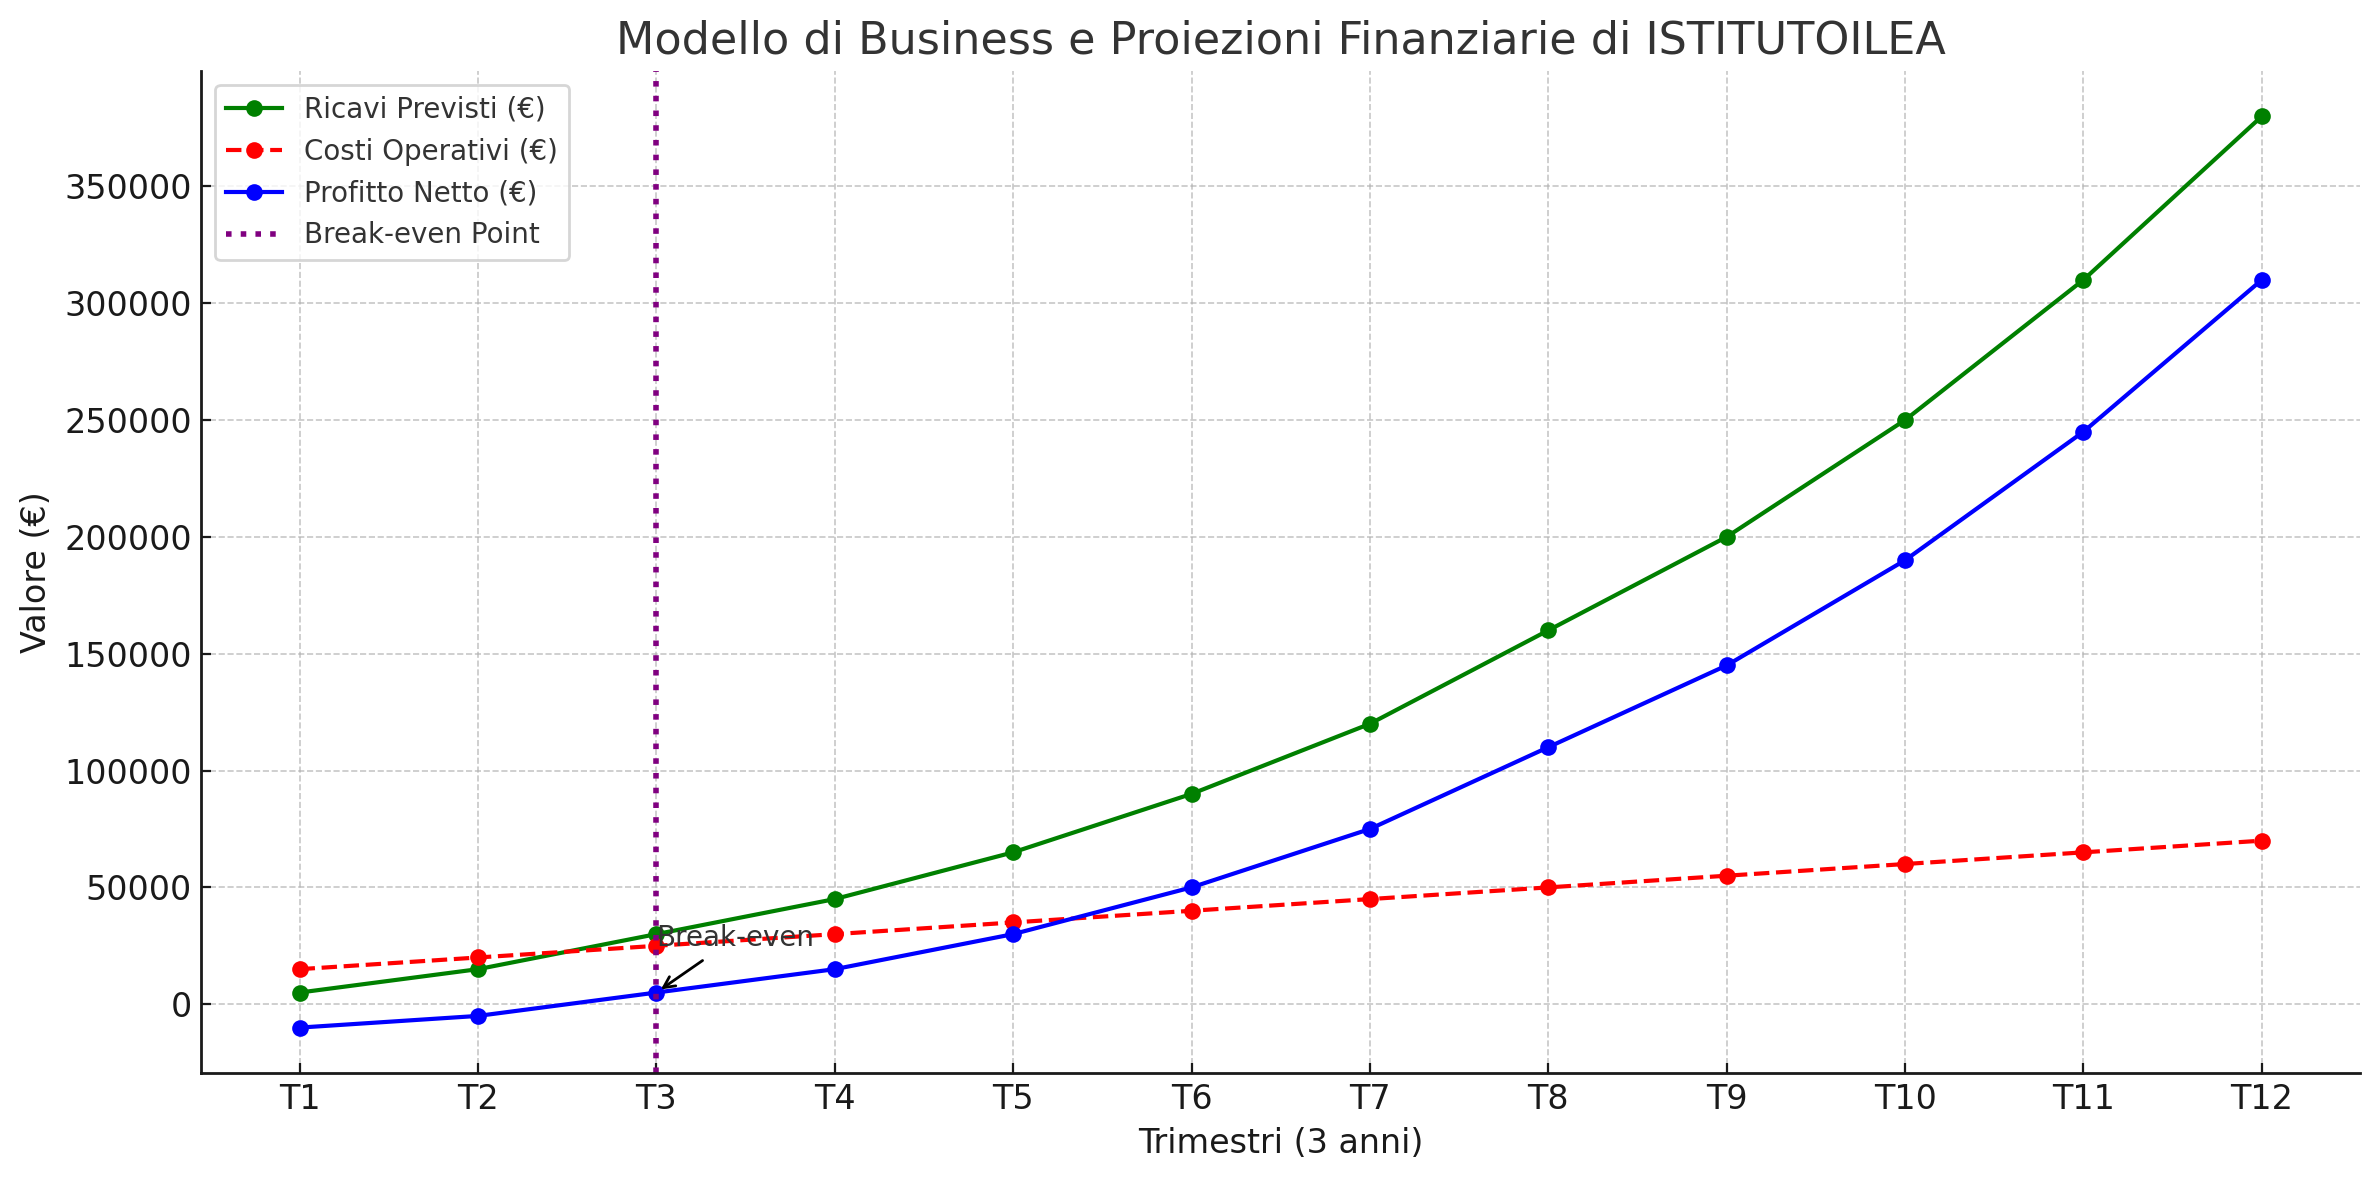 Modello di Business e Proiezioni Finanziarie di ISTITUTOILEA
Ricavi Previsti (€)
Costi Operativi (€)
Profitto Netto (€)
Break-even Point
Valore (€)
350000
300000
250000
200000
150000
100000
50000
0
Break-even
T1 T2 T3 T4 T5 T6 T7 T8 T9 T10 T11 T12
Trimestri (3 anni)